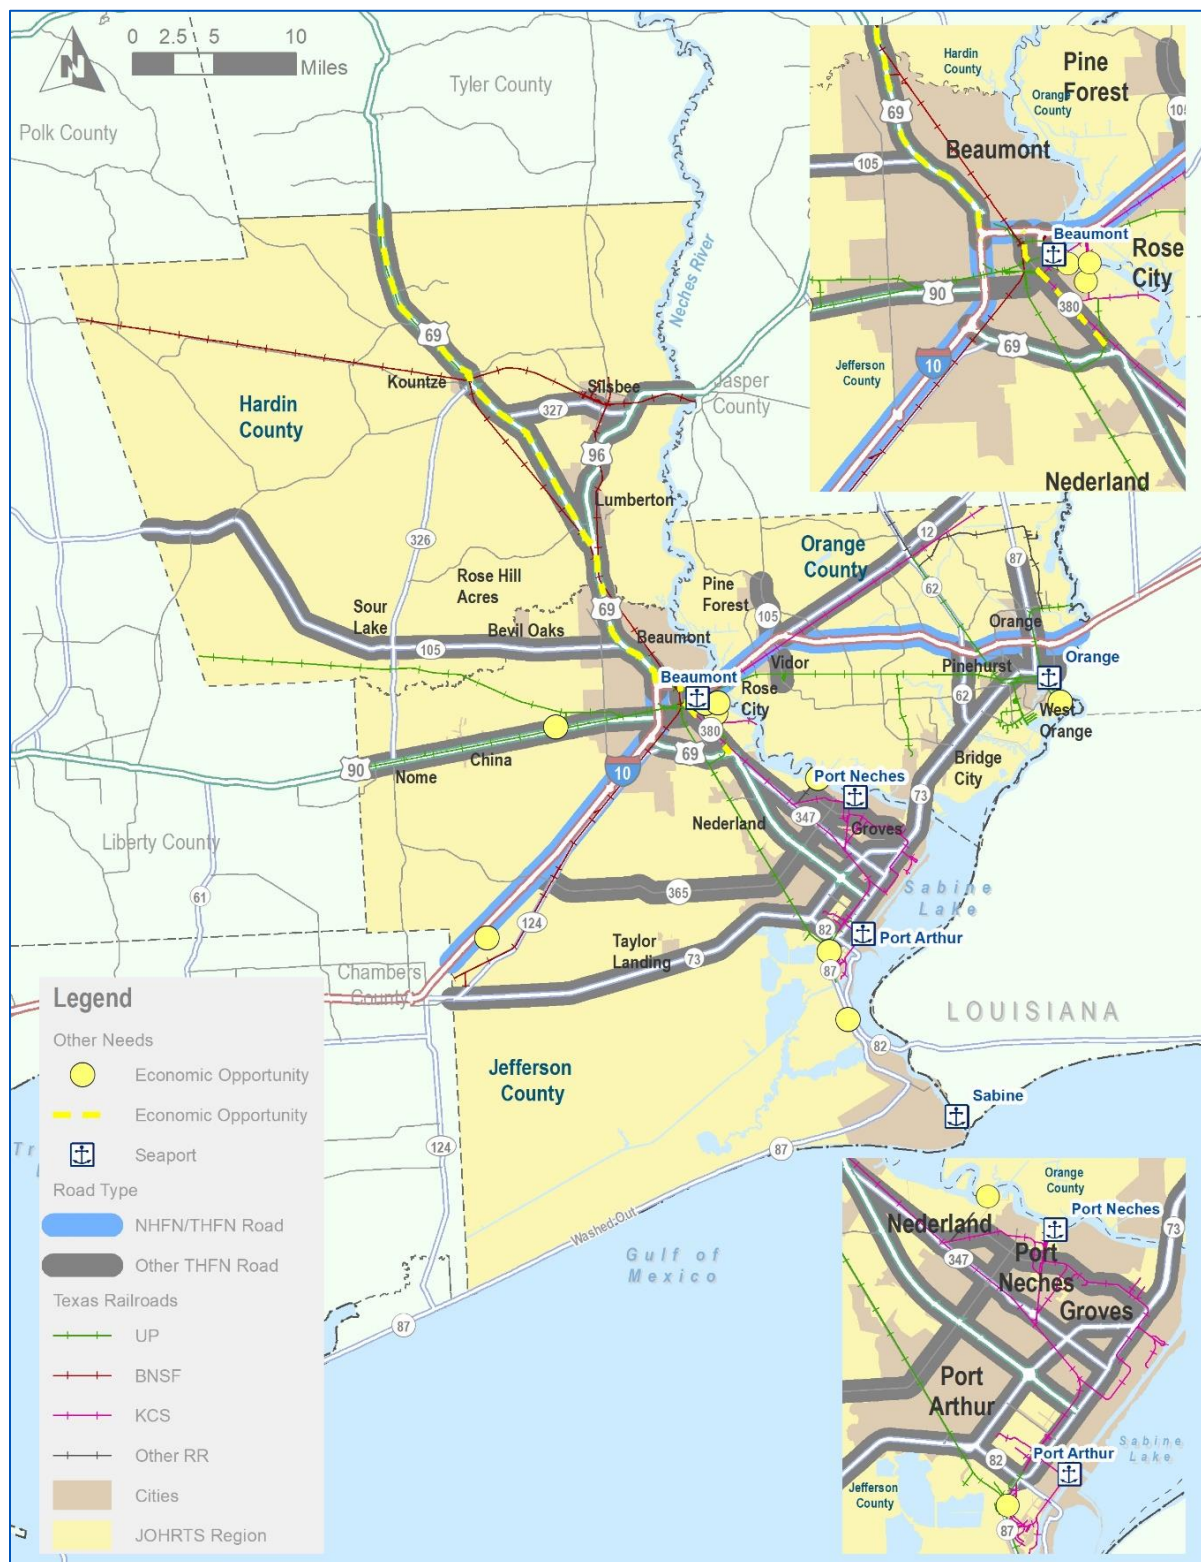 0 2.5 5 10
Miles
N
Polk County
Tyler County
Neches River
69
Kountze
Silsbee
Jasper
County
327
Hardin
County
96
Lumberton
326
Rose Hill
Acres
Sour
Lake
Bevil Oaks
105
69
Beaumont
Pine
Forest
105
Orange
County
12
87
62
Orange
Pinehurst
Orange
Vidor
Beaumont
Rose
City
62
West
Orange
380
Bridge
City
90
Nome
China
10
69
Port Neches
73
Nederland
347
Groves
Liberty County
61
365
Sabine
Lake
124
82
Port Arthur
Taylor
Landing
73
87
Chambers
County
LOUISIANA
82
Jefferson
County
Sabine
87
124
Washed Out
Gulf of
Mexico
87
Legend
Other Needs
Economic Opportunity
Economic Opportunity
Seaport
Road Type
NHFN/THFN Road
Other THFN Road
Texas Railroads
UP
BNSF
KCS
Other RR
Cities
JOHRTS Region
Hardin
County
Pine
Forest
Orange
County
69
105
105
Beaumont
Beaumont
Rose
City
90
380
69
10
Jefferson
County
Nederland
Orange
County
Port Neches
Nederland
73
347
Port
Neches
Groves
Port
Arthur
Sabine
Lake
Port Arthur
82
Jefferson
County
87